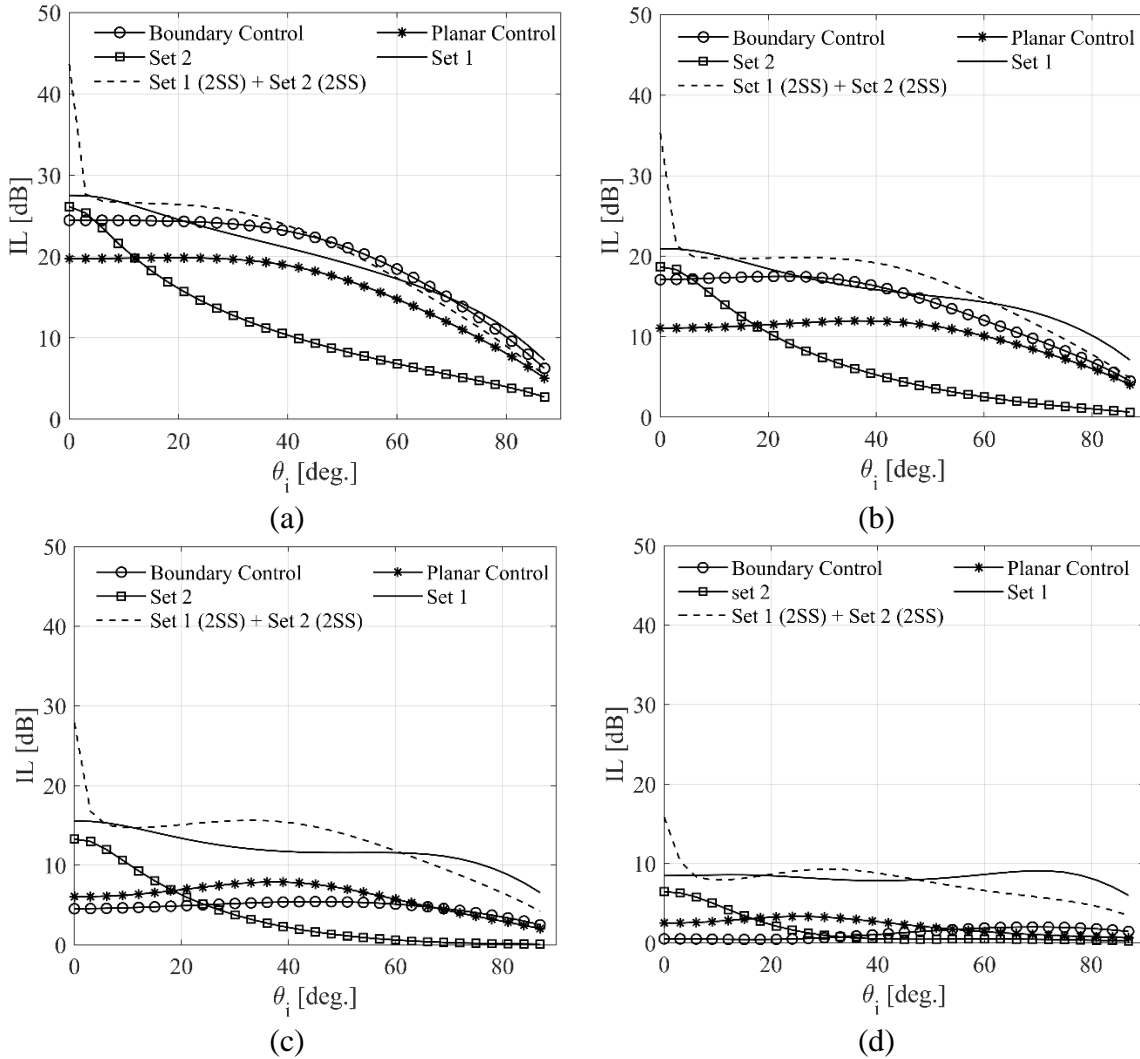 50
40
30
20
10
0
IL [dB]
Boundary Control
Planar Control
Set 2
Set 1
Set 1 (2SS) + Set 2 (2SS)
0 20 40 60 80
θi [deg.]
(a)
50
40
30
20
10
0
IL [dB]
Boundary Control
Planar Control
Set 2
Set 1
Set 1 (2SS) + Set 2 (2SS)
0 20 40 60 80
θi [deg.]
(b)
50
40
30
20
10
0
IL [dB]
Boundary Control
Planar Control
Set 2
Set 1
Set 1 (2SS) + Set 2 (2SS)
0 20 40 60 80
θi [deg.]
(c)
50
40
30
20
10
0
IL [dB]
Boundary Control
Planar Control
set 2
Set 1
Set 1 (2SS) + Set 2 (2SS)
0 20 40 60 80
θi [deg.]
(d)